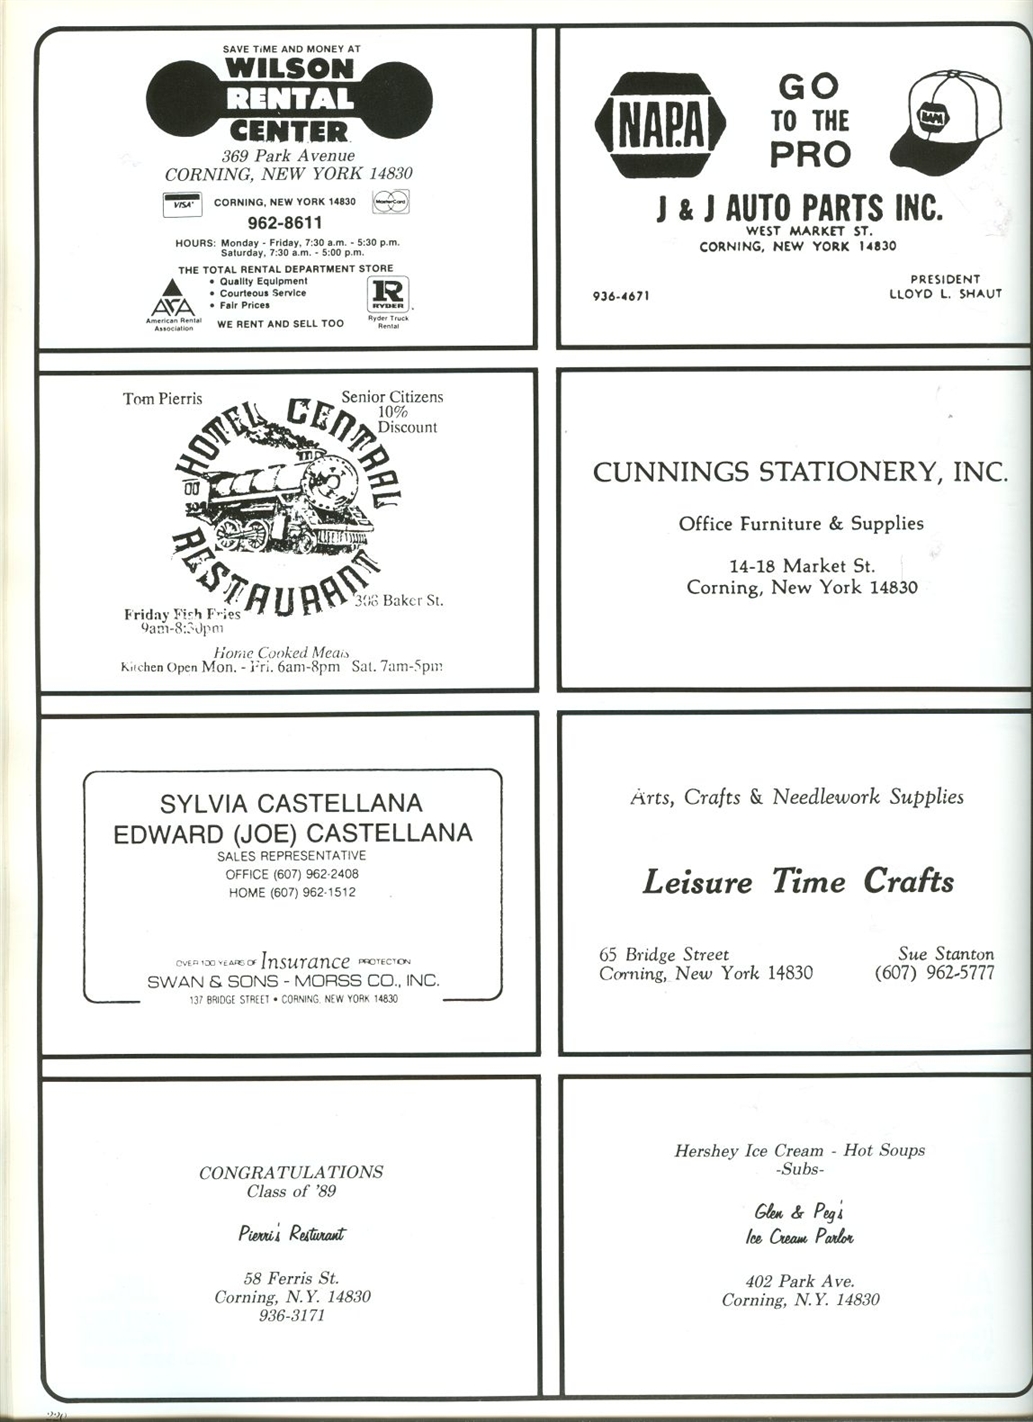 SAVE TIME AND MONEY AT
WILSON
RENTAL
CENTER
369 Park Avenue
CORNING, NEW YORK 14830
VISA
CORNING, NEW YORK 14830
MasterCard
962-8611
HOURS: Monday - Friday, 7:30 a.m. - 5:30 p.m.
Saturday, 7:30 a.m. - 5:00 p.m.
THE TOTAL RENTAL DEPARTMENT STORE
• Quality Equipment
• Courteous Service
• Fair Prices
ARA
American Rental
Association
WE RENT AND SELL TOO
R
RYDER
Ryder Truck
Rental
NAPA
GO
TO THE
PRO
NAPA
J & J AUTO PARTS INC.
WEST MARKET ST.
CORNING, NEW YORK 14830
936-4671
PRESIDENT
LLOYD L. SHAUT
Tom Pierris
Senior Citizens
10%
Discount
HOTEL CENTRAL
RESTAURANT
308 Baker St.
Friday Fish Fries
9am-8:30pm
Home Cooked Meals
Kitchen Open Mon. - Fri. 6am-8pm Sat. 7am-5pm
CUNNINGS STATIONERY, INC.
Office Furniture & Supplies
14-18 Market St.
Corning, New York 14830
SYLVIA CASTELLANA
EDWARD (JOE) CASTELLANA
SALES REPRESENTATIVE
OFFICE (607) 962-2408
HOME (607) 962-1512
OVER 100 YEARS OF Insurance PROTECTION
SWAN & SONS - MORSS CO., INC.
137 BRIDGE STREET • CORNING, NEW YORK 14830
Arts, Crafts & Needlework Supplies
Leisure Time Crafts
65 Bridge Street
Corning, New York 14830
Sue Stanton
(607) 962-5777
CONGRATULATIONS
Class of '89
Pierri's Resturant
58 Ferris St.
Corning, N.Y. 14830
936-3171
Hershey Ice Cream - Hot Soups
-Subs-
Glen & Peg's
Ice Cream Parlor
402 Park Ave.
Corning, N.Y. 14830